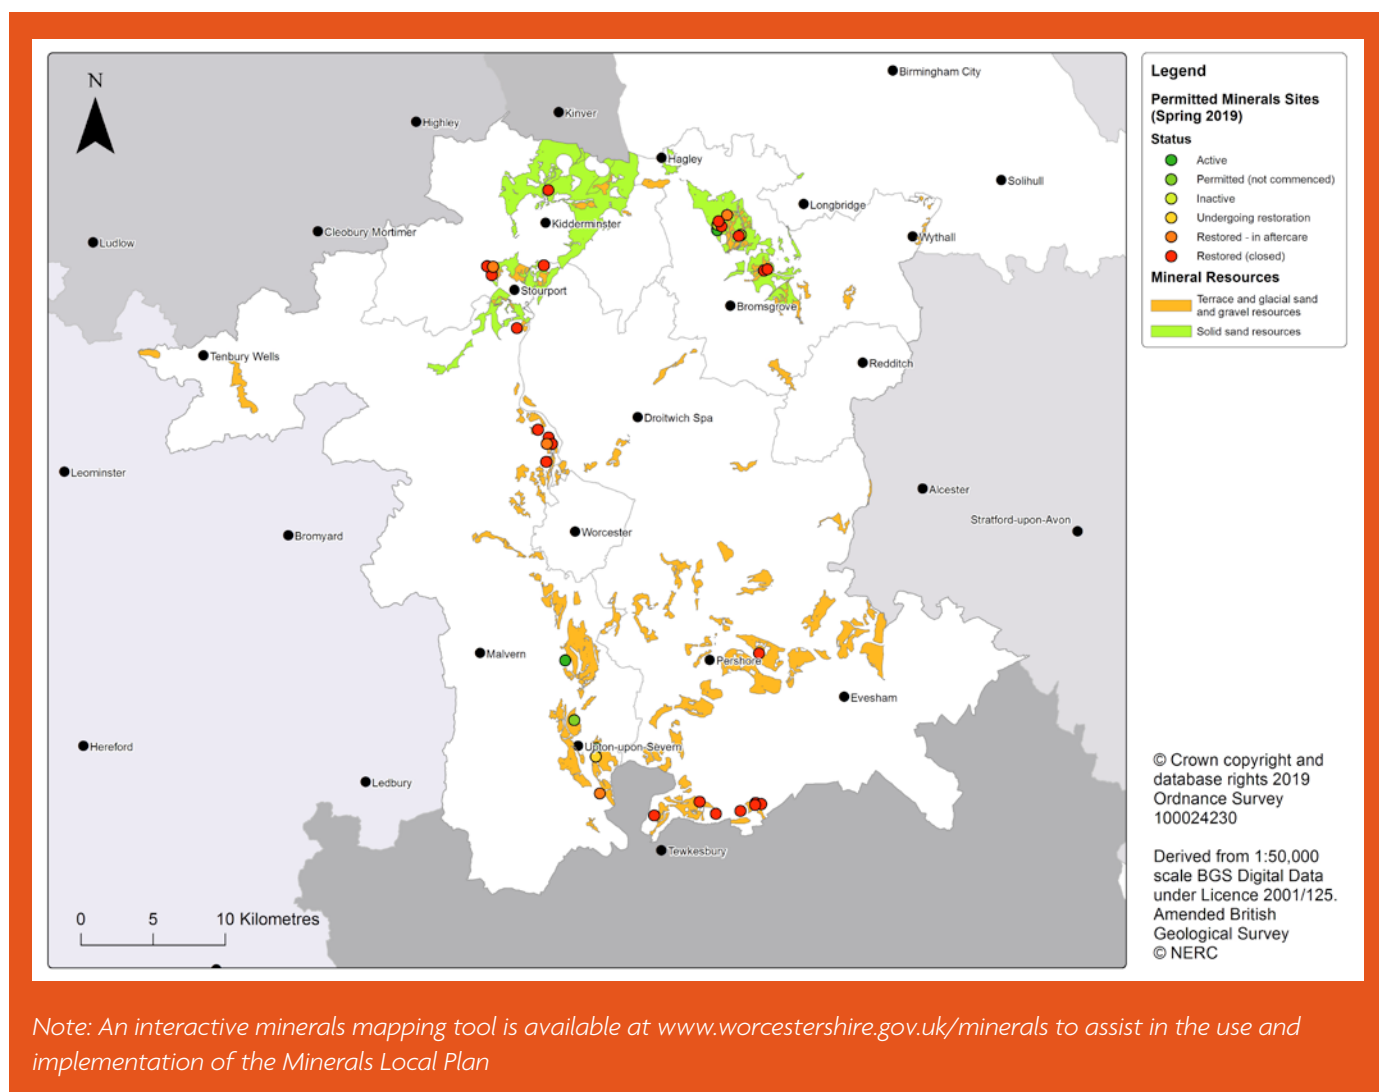 N
Birmingham City
Kinver
Highley
Hagley
Solihull
Longbridge
Kidderminster
Cleobury Mortimer
Wythall
Ludlow
Stourport
Bromsgrove
Tenbury Wells
Redditch
Droitwich Spa
Leominster
Alcester
Stratford-upon-Avon
Worcester
Bromyard
Malvern
Pershore
Evesham
Hereford
Upton-upon-Severn
Ledbury
Tewkesbury
0 5 10 Kilometres
Legend
Permitted Minerals Sites
(Spring 2019)
Status
Active
Permitted (not commenced)
Inactive
Undergoing restoration
Restored - in aftercare
Restored (closed)
Mineral Resources
Terrace and glacial sand
and gravel resources
Solid sand resources
© Crown copyright and
database rights 2019
Ordnance Survey
100024230
Derived from 1:50,000
scale BGS Digital Data
under Licence 2001/125.
Amended British
Geological Survey
© NERC
Note: An interactive minerals mapping tool is available at www.worcestershire.gov.uk/minerals to assist in the use and
implementation of the Minerals Local Plan